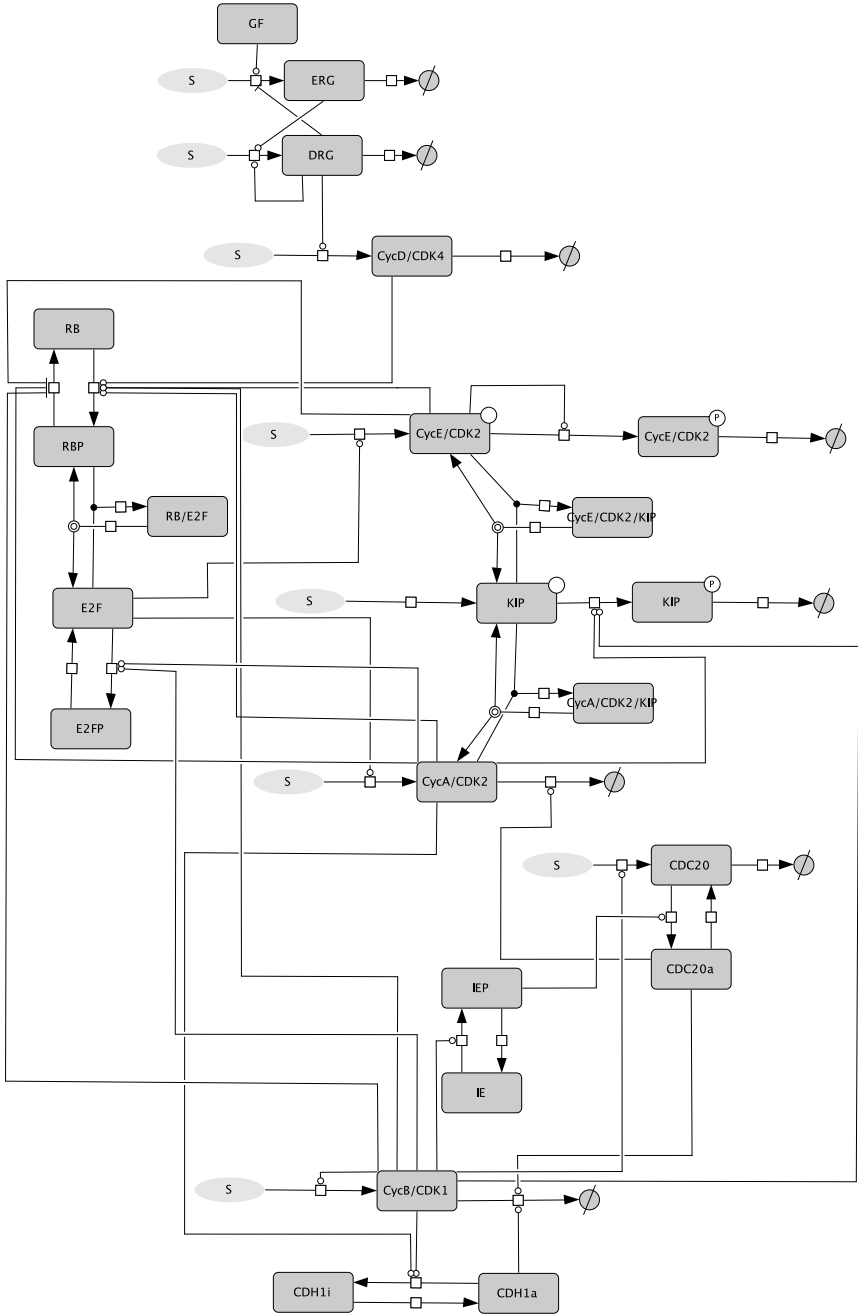 GF
S
ERG
S
DRG
S
CycD/CDK4
RB
S
CycE/CDK2
CycE/CDK2
P
RBP
RB/E2F
CycE/CDK2/KIP
E2F
S
KIP
KIP
P
E2FP
CycA/CDK2/KIP
S
CycA/CDK2
S
CDC20
CDC20a
IEP
IE
S
CycB/CDK1
CDH1i
CDH1a